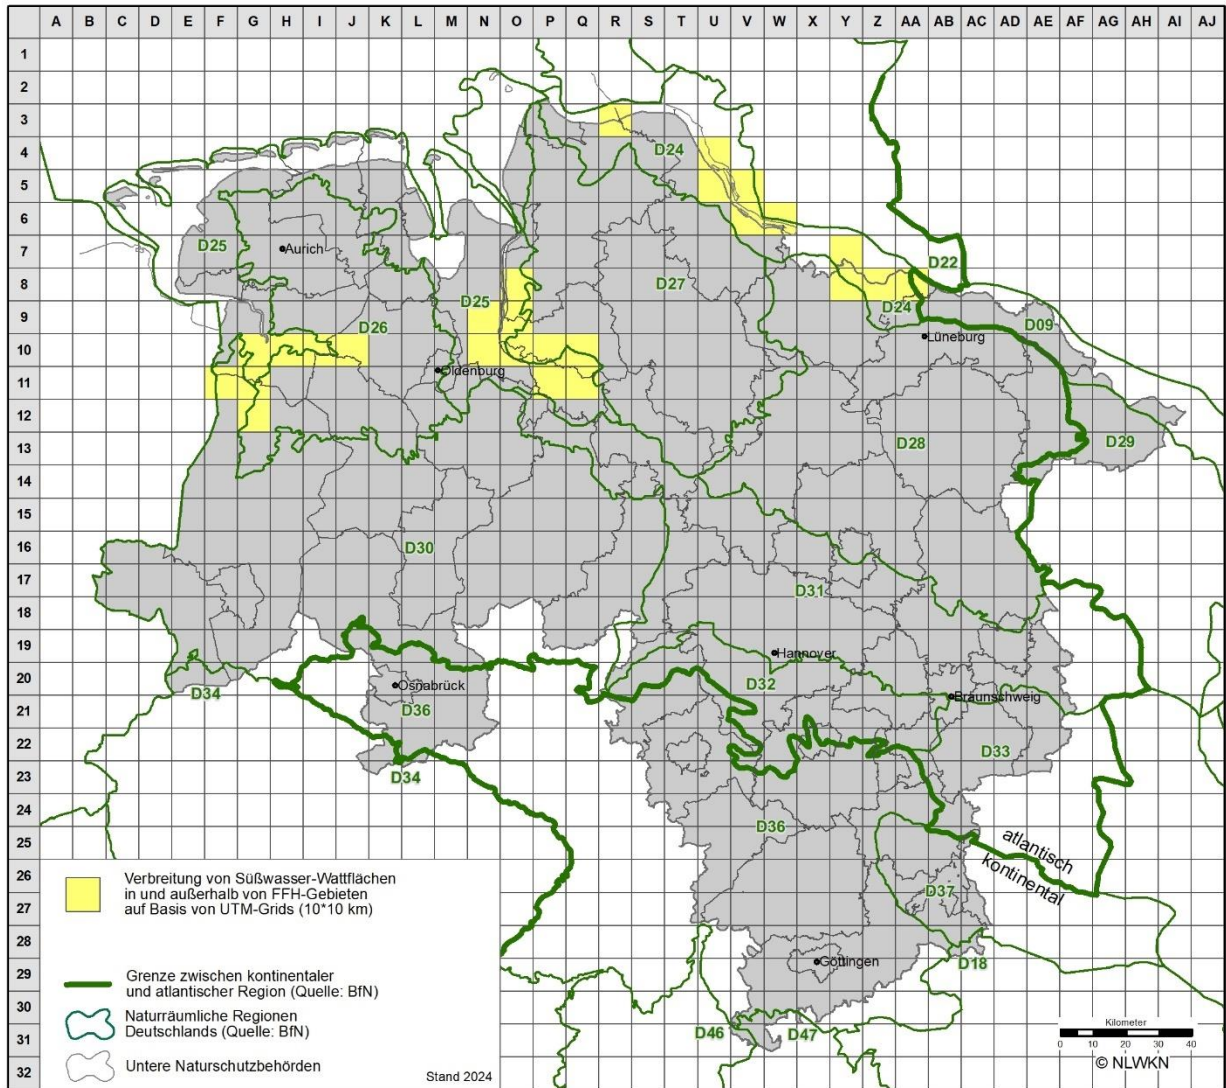 A B C D E F G H I J K L M N O P Q R S T U V W X Y Z AA AB AC AD AE AF AG AH AI AJ
1
2
3
4
D24
5
6
D25
7
Aurich
D22
8
D27
9
D25
D24
D09
D26
10
Lüneburg
11
Oldenburg
12
13
D28
D29
14
15
16
D30
17
D31
18
19
Hannover
20
D34
Osnabrück
D32
Braunschweig
21
D36
22
D33
23
D34
24
D36
25
atlantisch
kontinental
26
D37
27
28
29
Göttingen
D18
30
31
D46
D47
32
Verbreitung von Süßwasser-Wattflächen
in und außerhalb von FFH-Gebieten
auf Basis von UTM-Grids (10*10 km)
Grenze zwischen kontinentaler
und atlantischer Region (Quelle: BfN)
Naturräumliche Regionen
Deutschlands (Quelle: BfN)
Untere Naturschutzbehörden
Stand 2024
Kilometer
0 10 20 30 40
© NLWKN